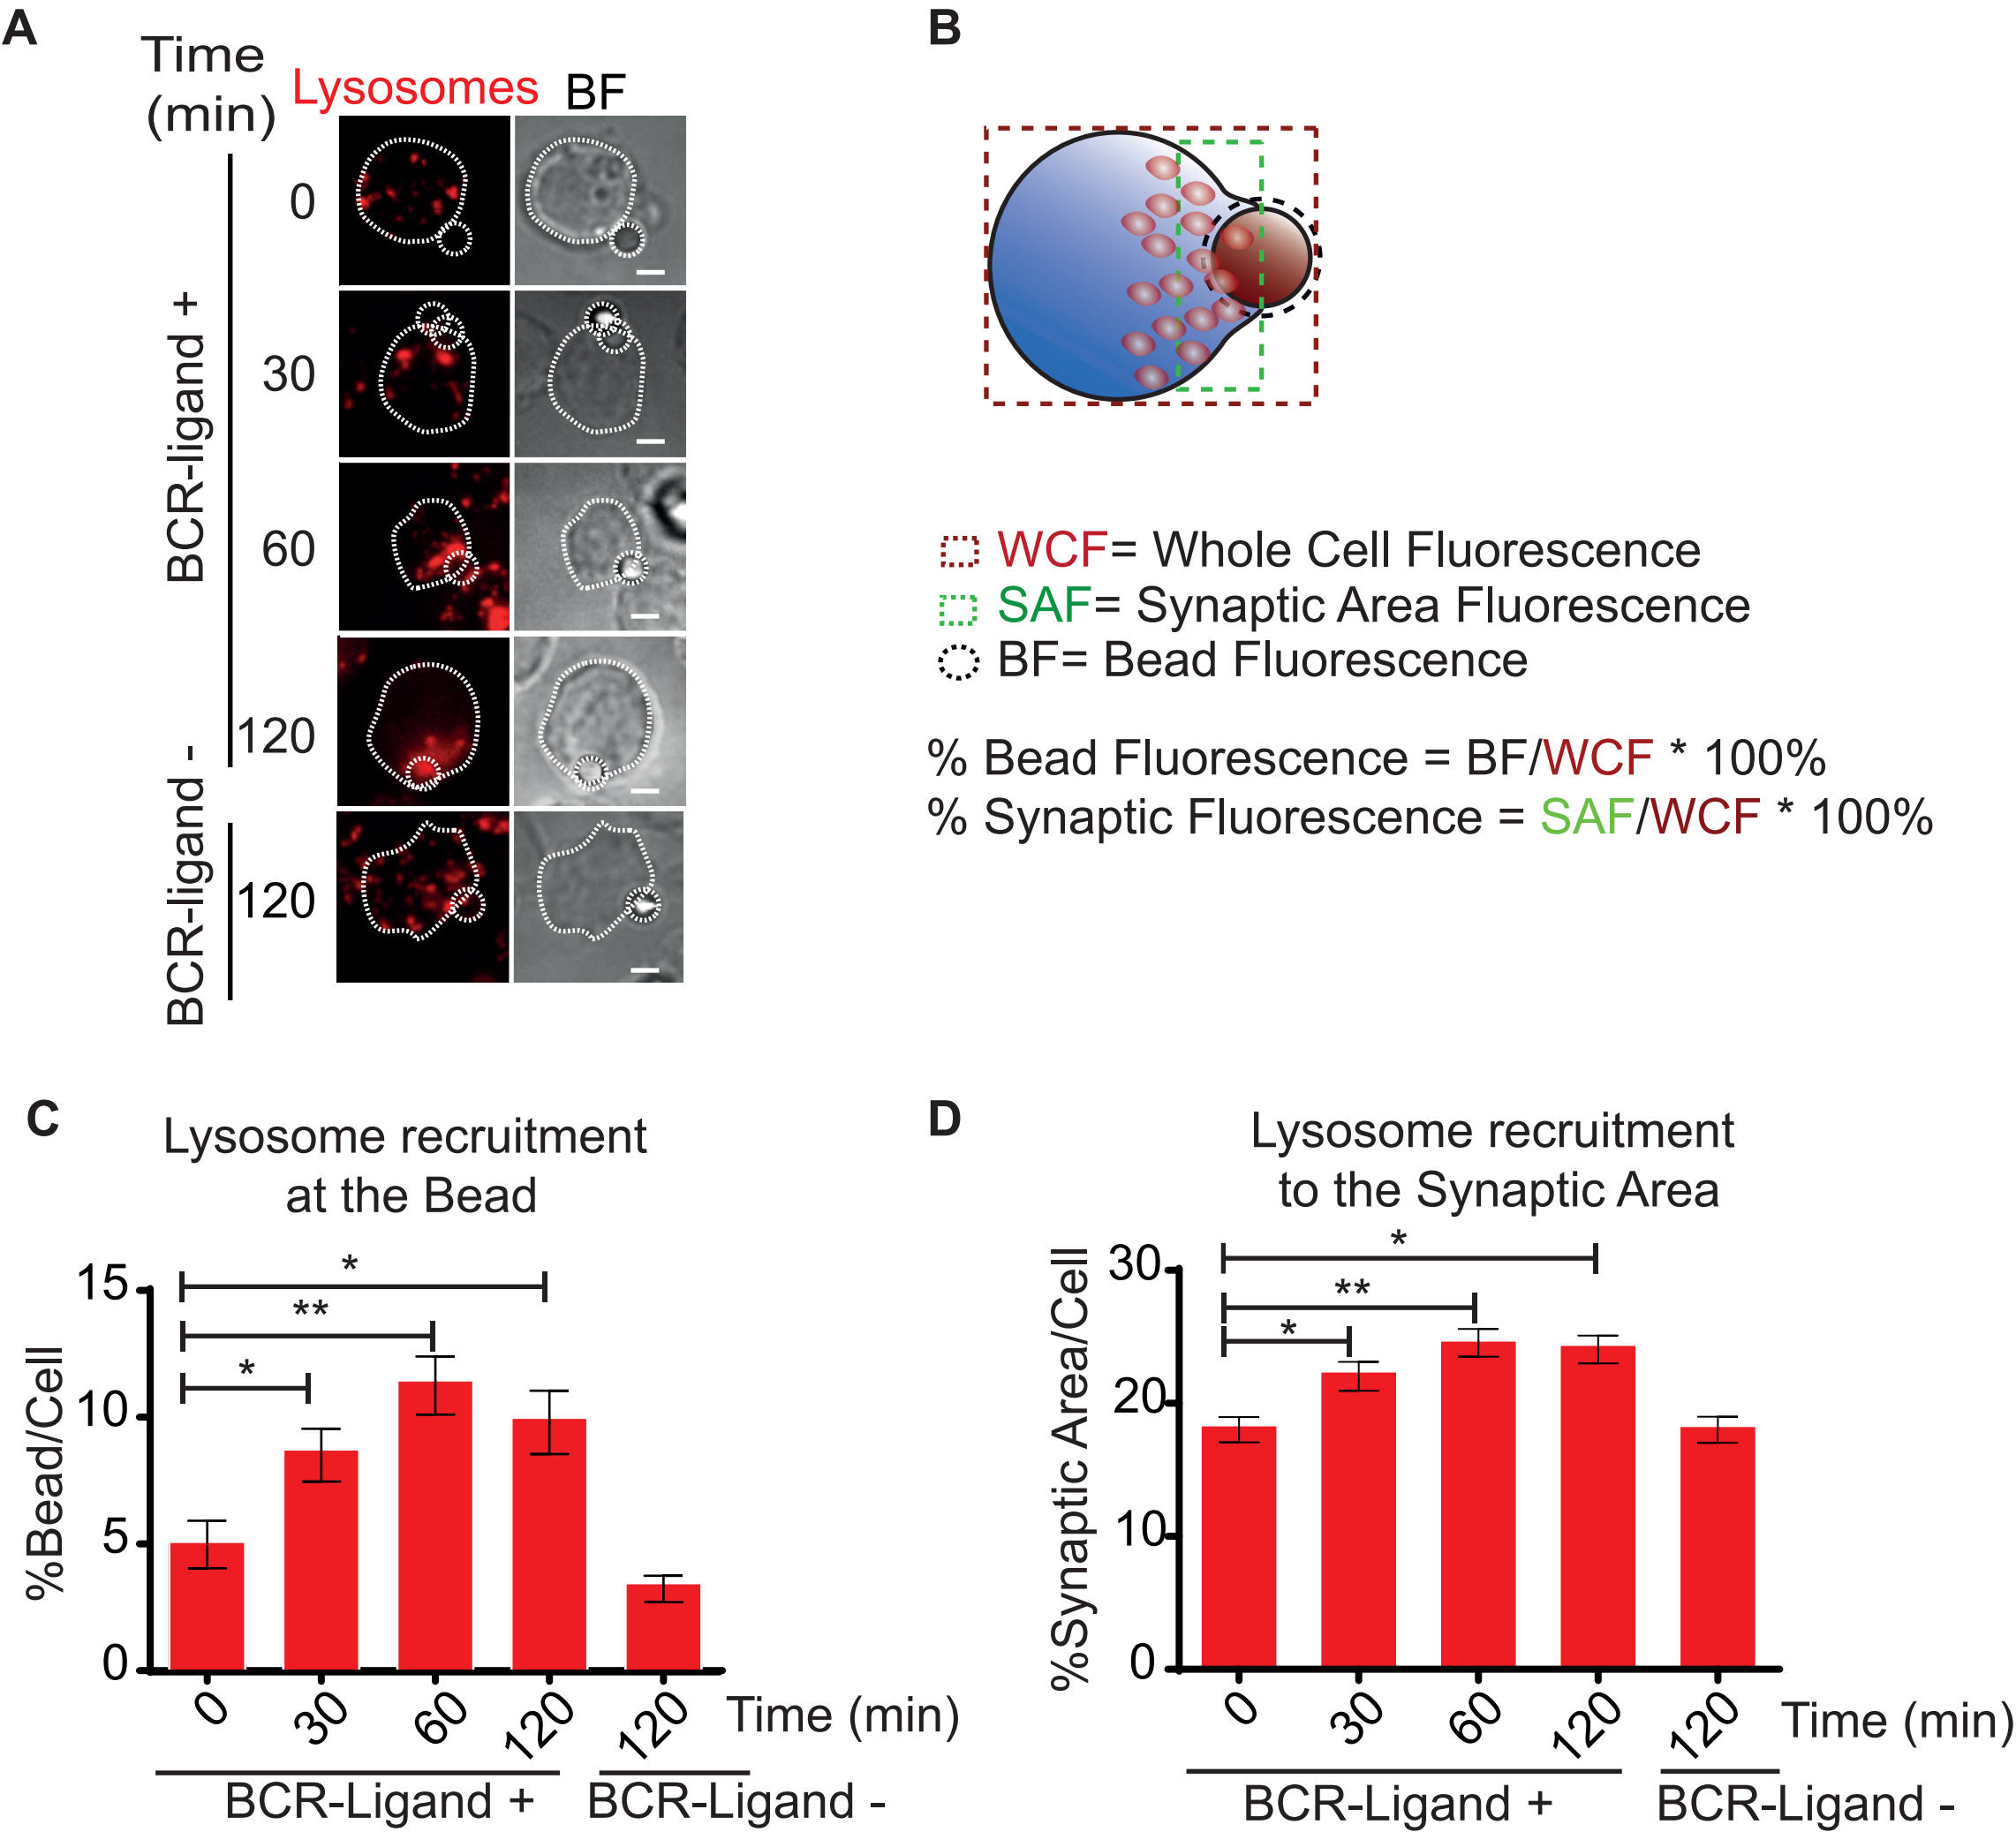 A
Time
(min)
Lysosomes BF
BCR-ligand +
0
30
60
120
BCR-ligand -
120
B
WCF= Whole Cell Fluorescence
SAF= Synaptic Area Fluorescence
BF= Bead Fluorescence
% Bead Fluorescence = BF/WCF * 100%
% Synaptic Fluorescence = SAF/WCF * 100%
C
Lysosome recruitment
at the Bead
%Bead/Cell
15
10
5
0
*
**
*
0 30 60 120 120 Time (min)
BCR-Ligand + BCR-Ligand -
D
Lysosome recruitment
to the Synaptic Area
%Synaptic Area/Cell
30
20
10
0
*
**
*
0 30 60 120 120 Time (min)
BCR-Ligand + BCR-Ligand -